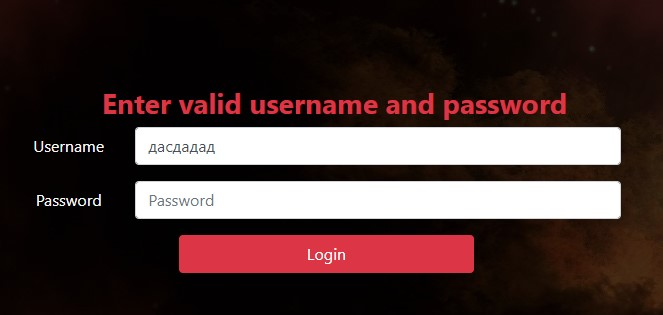 Enter valid username and password
Username дасдадад
Password Password
Login